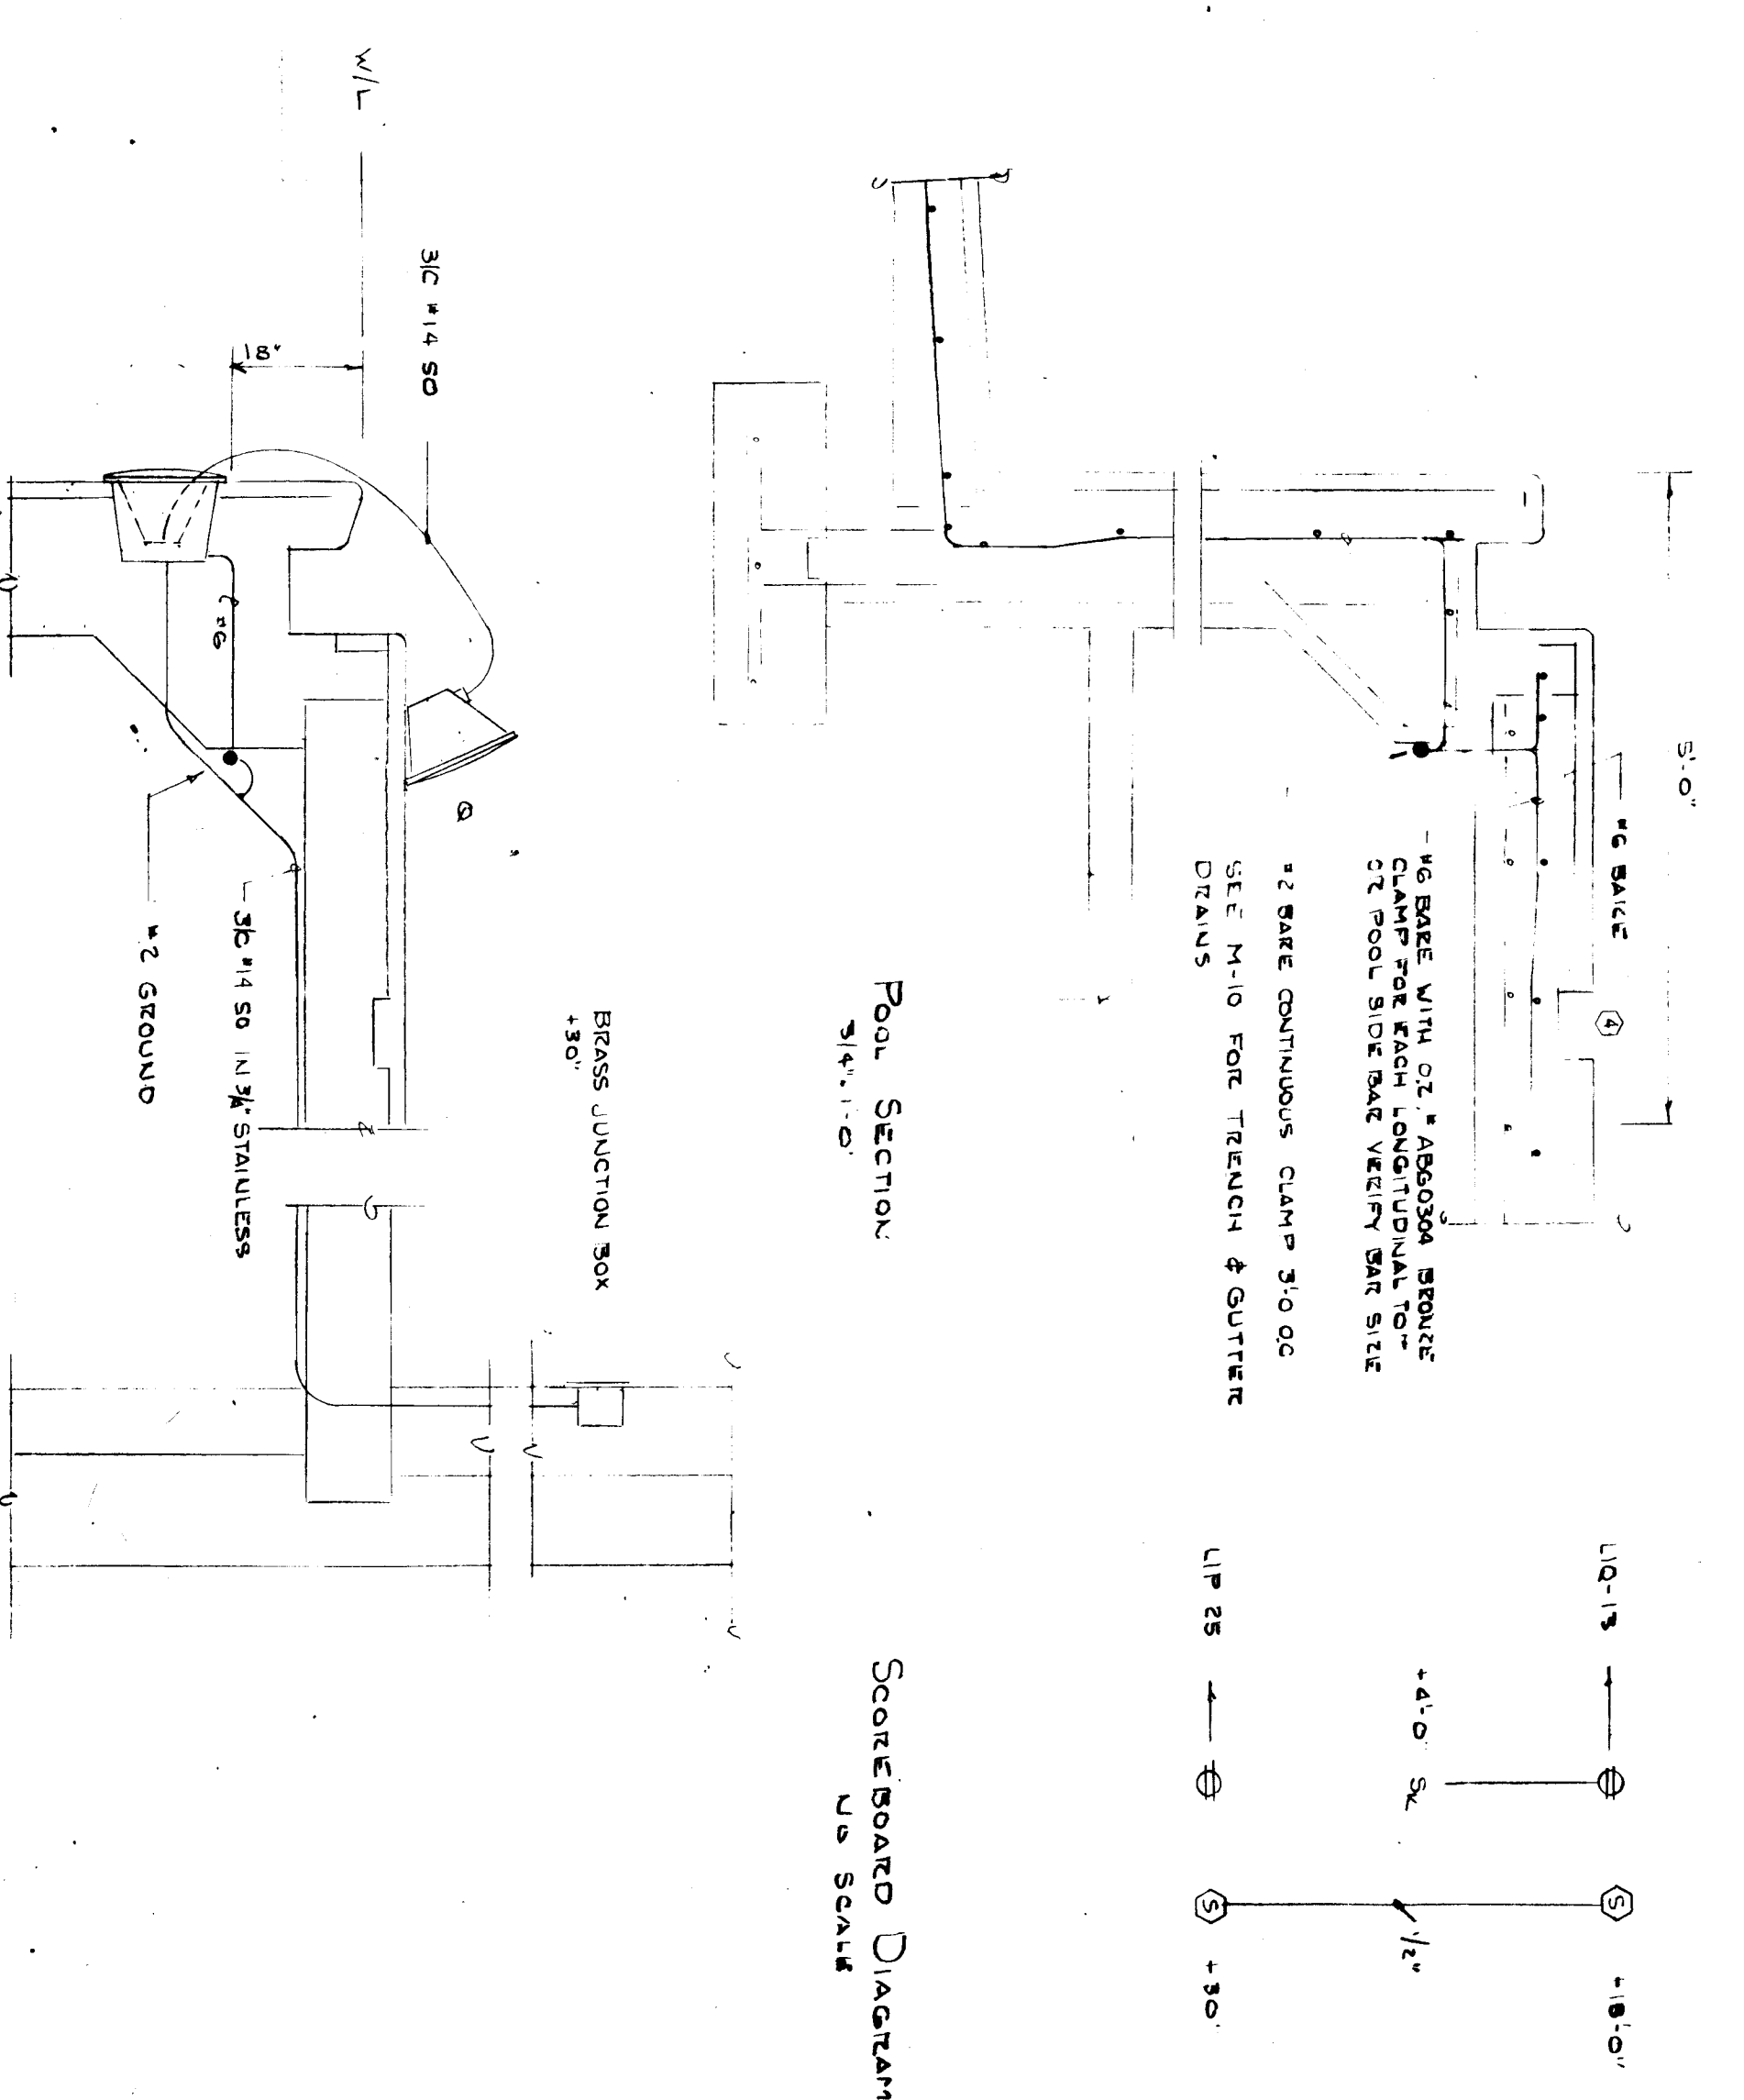 5'-0"
#6 BARE
4
- #6 BARE WITH O.Z. # ABG0304 BRONZE
CLAMP FOR EACH LONGITUDINAL TO
OR POOL SIDE BAR VERIFY BAR SIZE
#2 BARE CONTINUOUS CLAMP 3'-0 OC
SEE M-10 FOR TRENCH & GUTTER
DRAINS
POOL SECTION
3/4". 1'-0"
LIQ-13
+18'-0"
S
+4'-0"
SK
1/2"
LIP 25
S
+30"
SCOREBOARD DIAGRAM
NO SCALE
W/L
3/C #14 SO
18"
#6
BRASS JUNCTION BOX
+30"
3/C #14 SO IN 3/4" STAINLESS
#2 GROUND